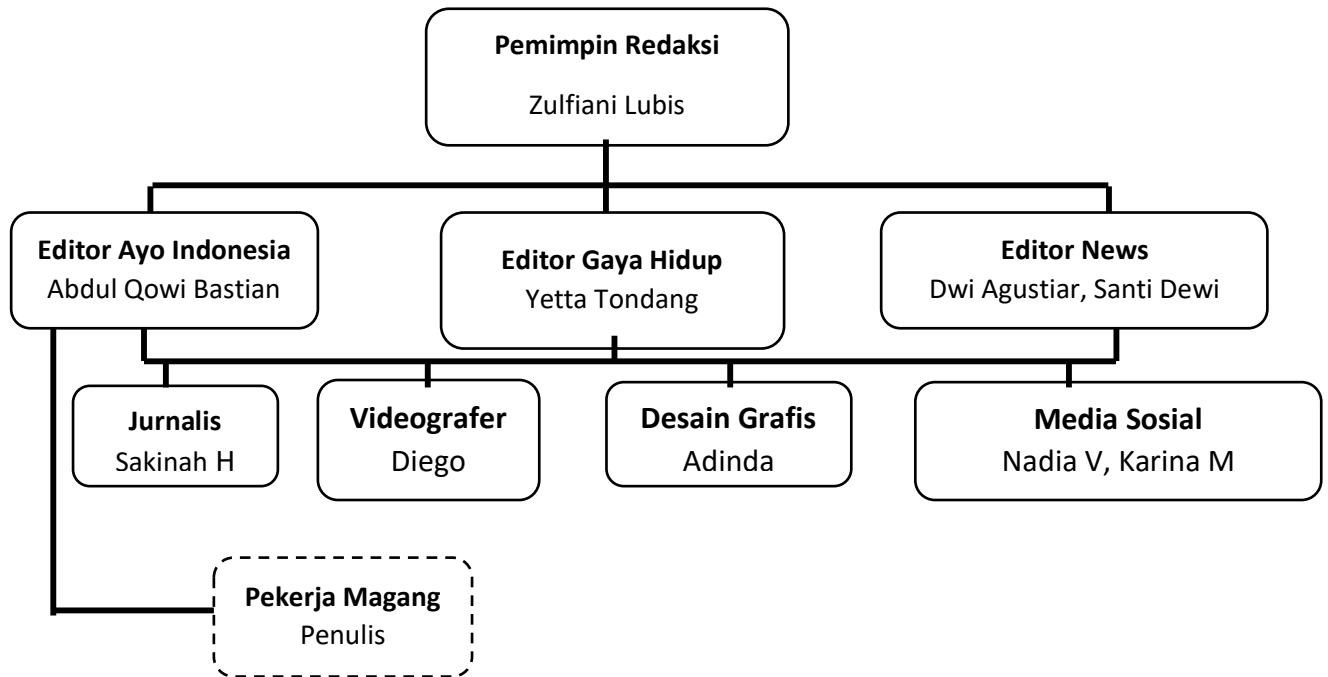 Pemimpin Redaksi
Zulfiani Lubis
Editor Ayo Indonesia
Abdul Qowi Bastian
Editor Gaya Hidup
Yetta Tondang
Editor News
Dwi Agustiar, Santi Dewi
Jurnalis
Sakinah H
Videografer
Diego
Desain Grafis
Adinda
Media Sosial
Nadia V, Karina M
Pekerja Magang
Penulis